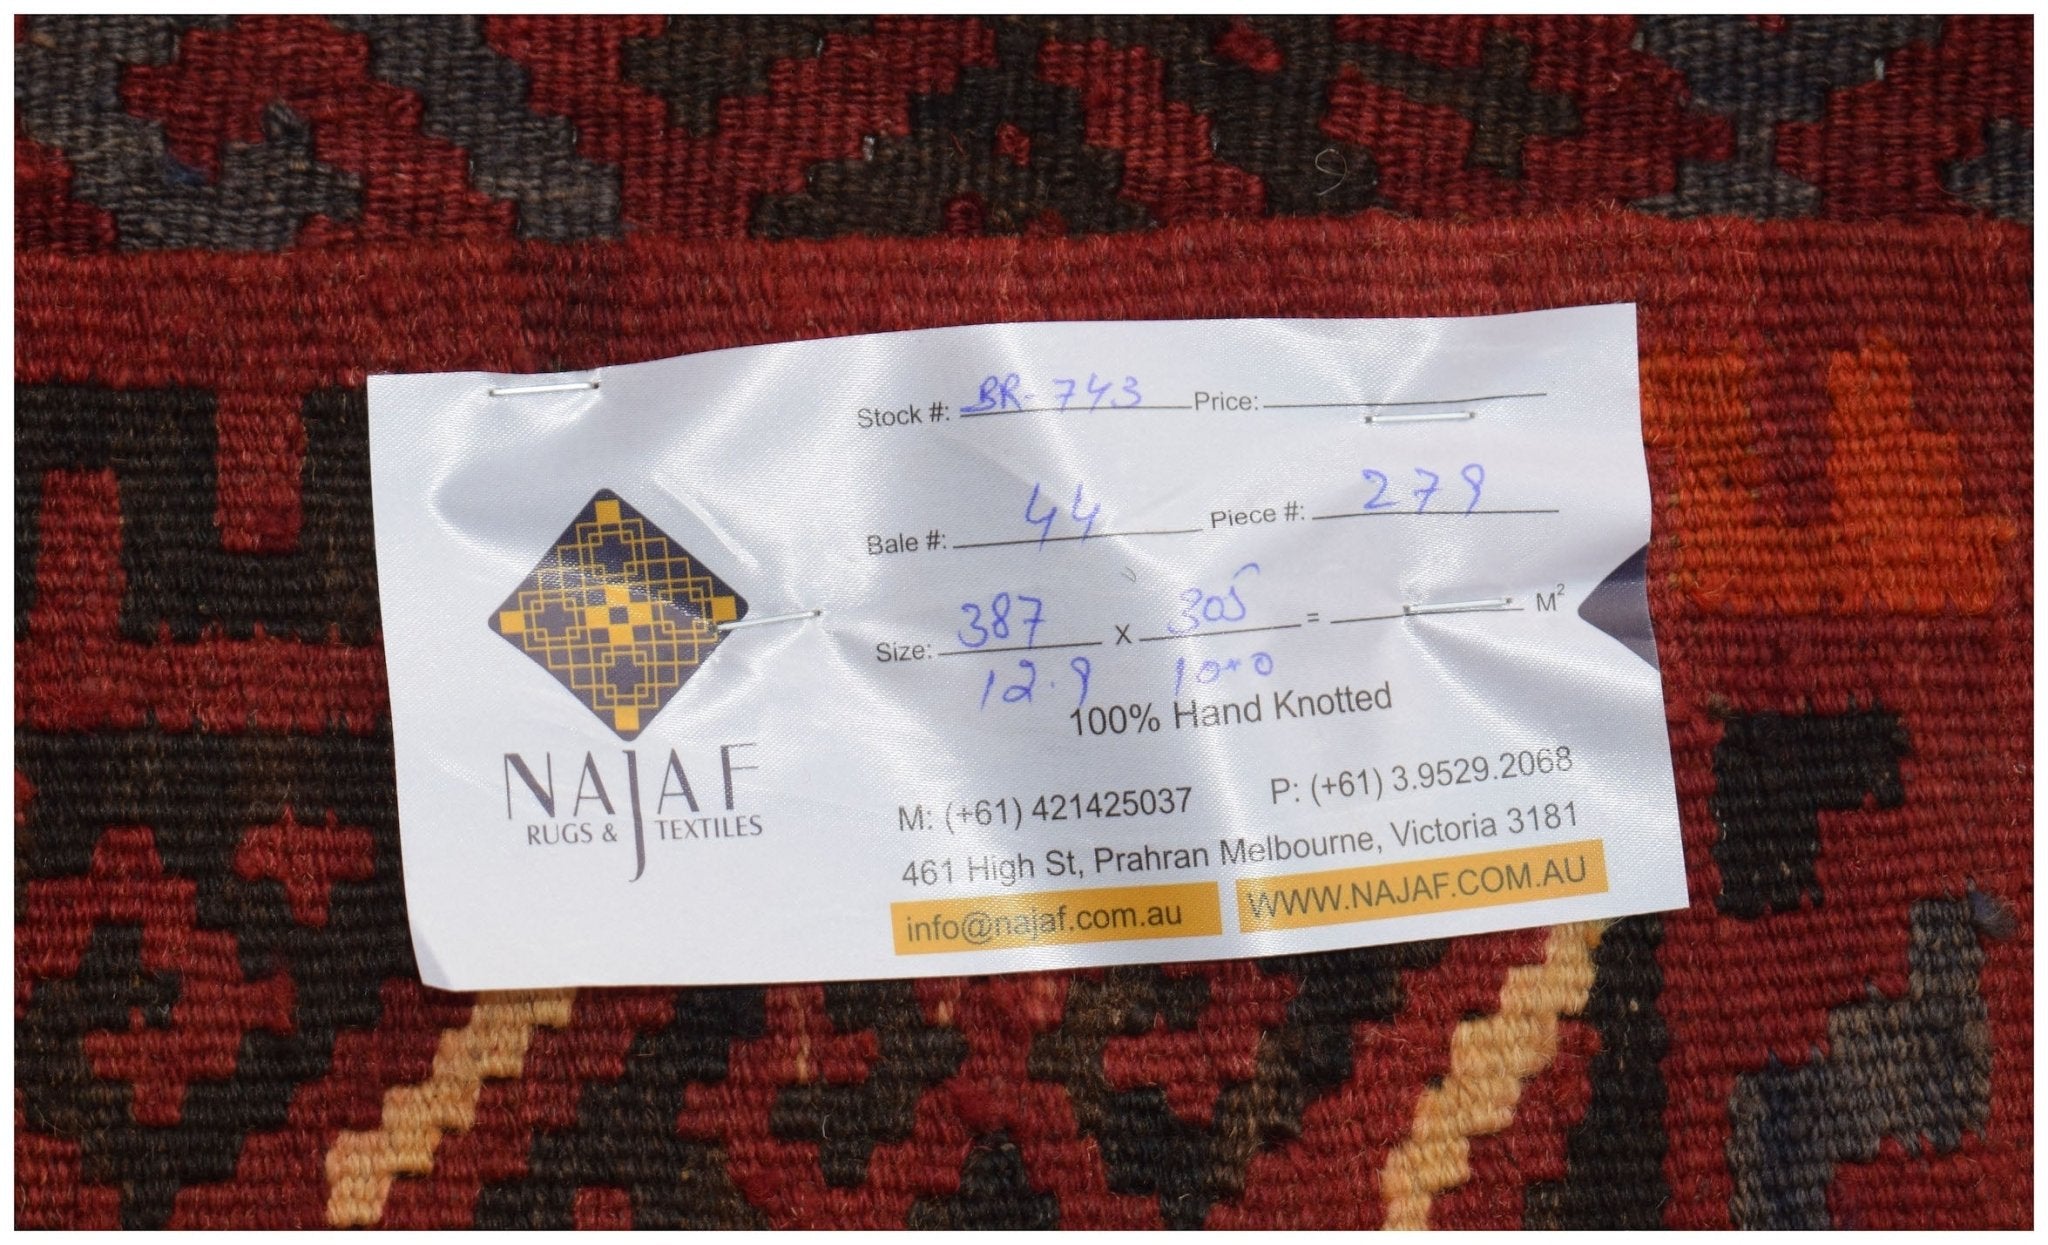 Stock #: BR-743 Price:
Bale #: 44 Piece #: 279
Size: 387 X 305 = M²
12.9 10.0
100% Hand Knotted
M: (+61) 421425037 P: (+61) 3.9529.2068
461 High St, Prahran Melbourne, Victoria 3181
info@najaf.com.au WWW.NAJAF.COM.AU
NAJAF
RUGS & TEXTILES